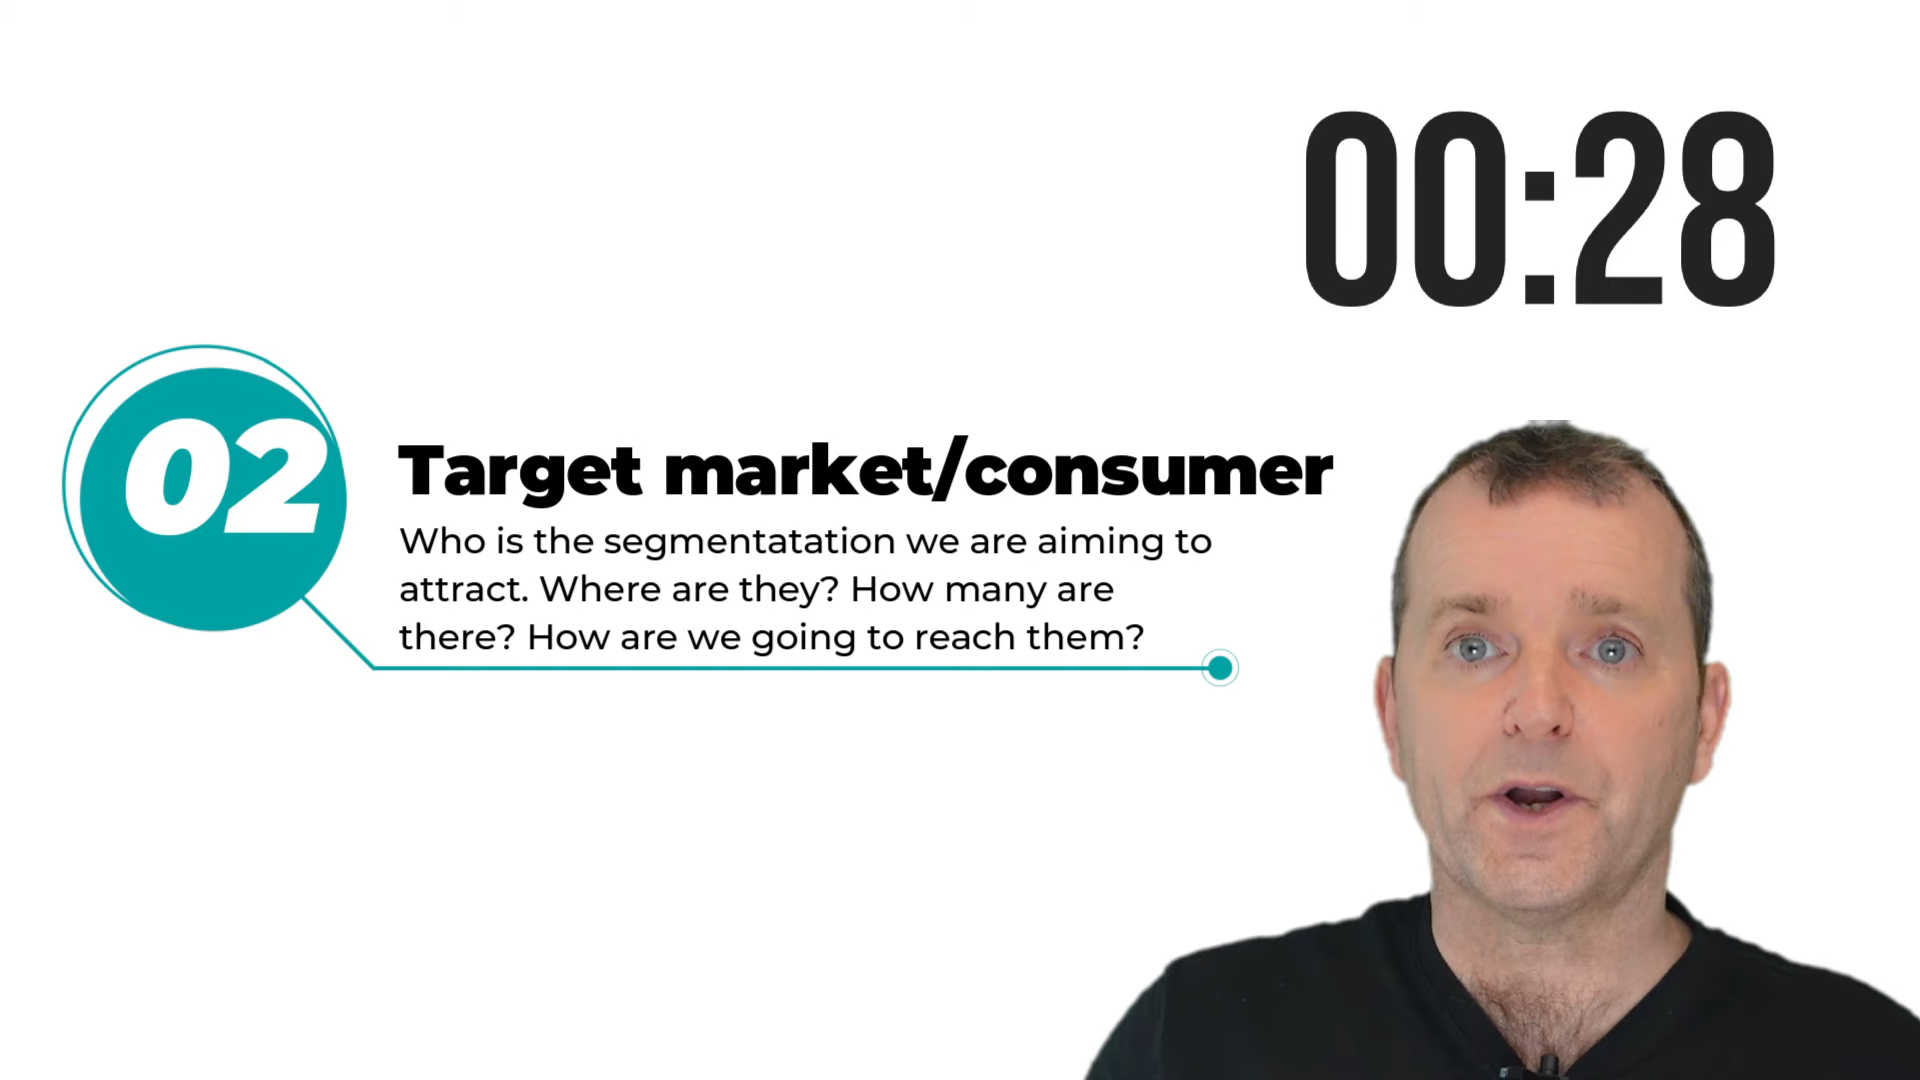 00:28
02
Target market/consumer
Who is the segmentatation we are aiming to
attract. Where are they? How many are
there? How are we going to reach them?